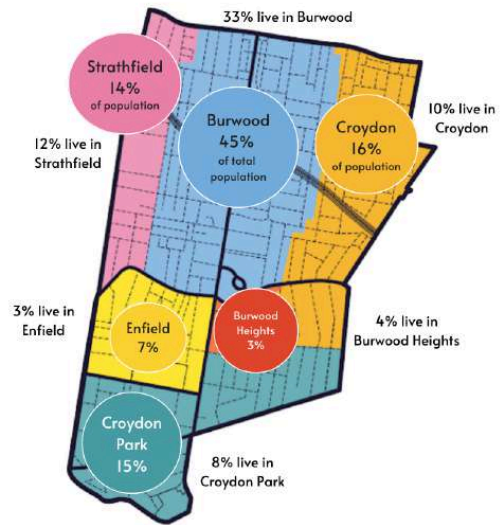 33% live in Burwood
Strathfield
14%
of population
Burwood
45%
of total
population
Croydon
16%
of population
10% live in
Croydon
12% live in
Strathfield
3% live in
Enfield
Enfield
7%
Burwood
Heights
3%
4% live in
Burwood Heights
Croydon
Park
15%
8% live in
Croydon Park